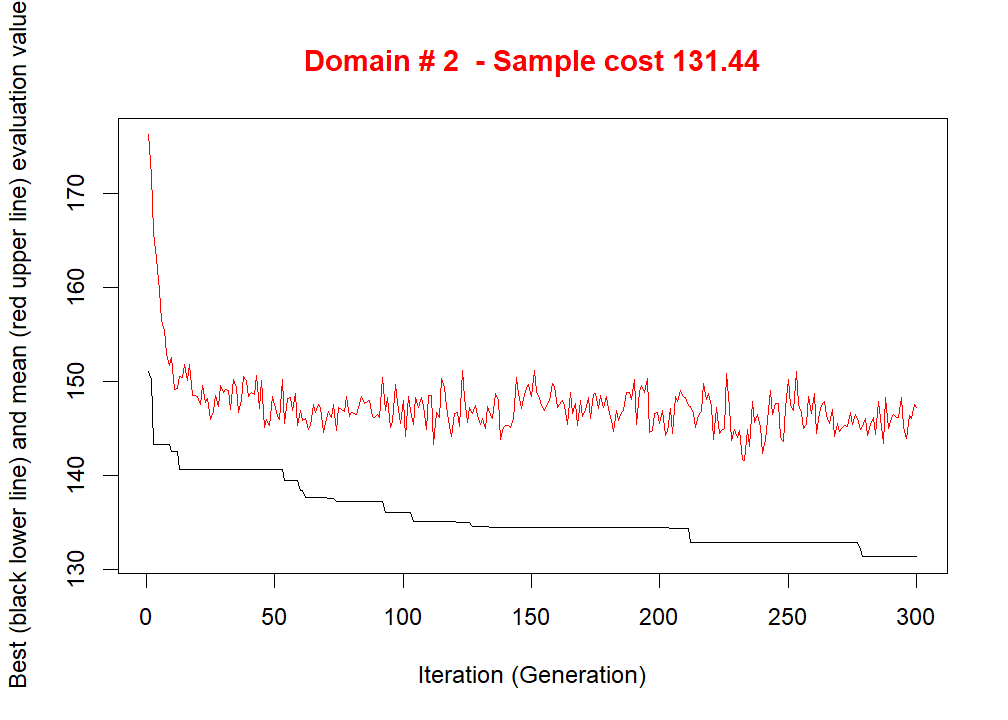 Domain # 2  - Sample cost 131.44
Best (black lower line) and mean (red upper line) evaluation value
170
160
150
140
130
0 50 100 150 200 250 300
Iteration (Generation)